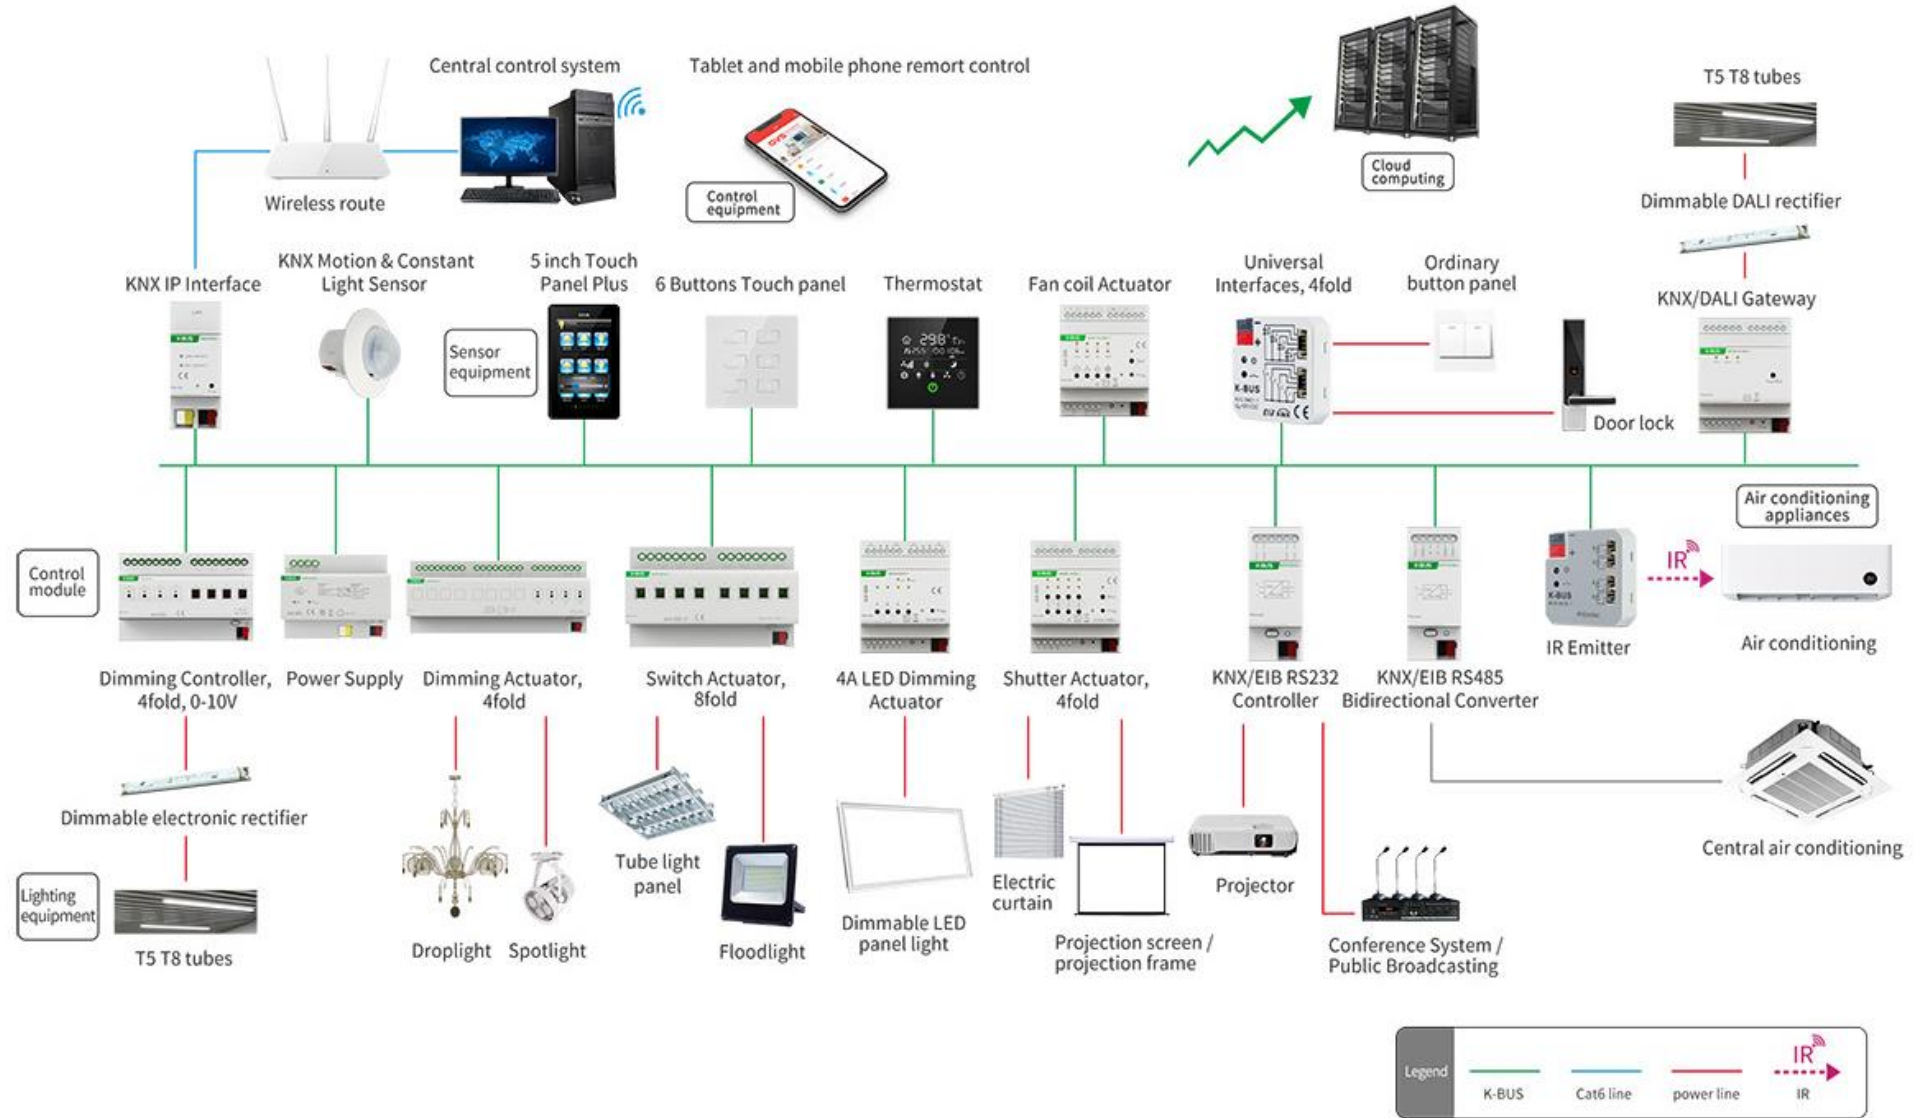 Central control system
Tablet and mobile phone remort control
T5 T8 tubes
GVS
Control
equipment
Cloud
computing
Wireless route
Dimmable DALI rectifier
KNX IP Interface
KNX Motion & Constant
Light Sensor
5 inch Touch
Panel Plus
6 Buttons Touch panel
Thermostat
Fan coil Actuator
Universal
Interfaces, 4fold
Ordinary
button panel
KNX/DALI Gateway
Sensor
equipment
29.8°
K-BUS
Door lock
Air conditioning
appliances
Control
module
IR
K-BUS
Dimming Controller,
4fold, 0-10V
Power Supply
Dimming Actuator,
4fold
Switch Actuator,
8fold
4A LED Dimming
Actuator
Shutter Actuator,
4fold
KNX/EIB RS232
Controller
KNX/EIB RS485
Bidirectional Converter
IR Emitter
Air conditioning
Dimmable electronic rectifier
Lighting
equipment
T5 T8 tubes
Droplight
Spotlight
Tube light
panel
Floodlight
Dimmable LED
panel light
Electric
curtain
Projection screen /
projection frame
Projector
Conference System /
Public Broadcasting
Central air conditioning
Legend
K-BUS
Cat6 line
power line
IR
IR